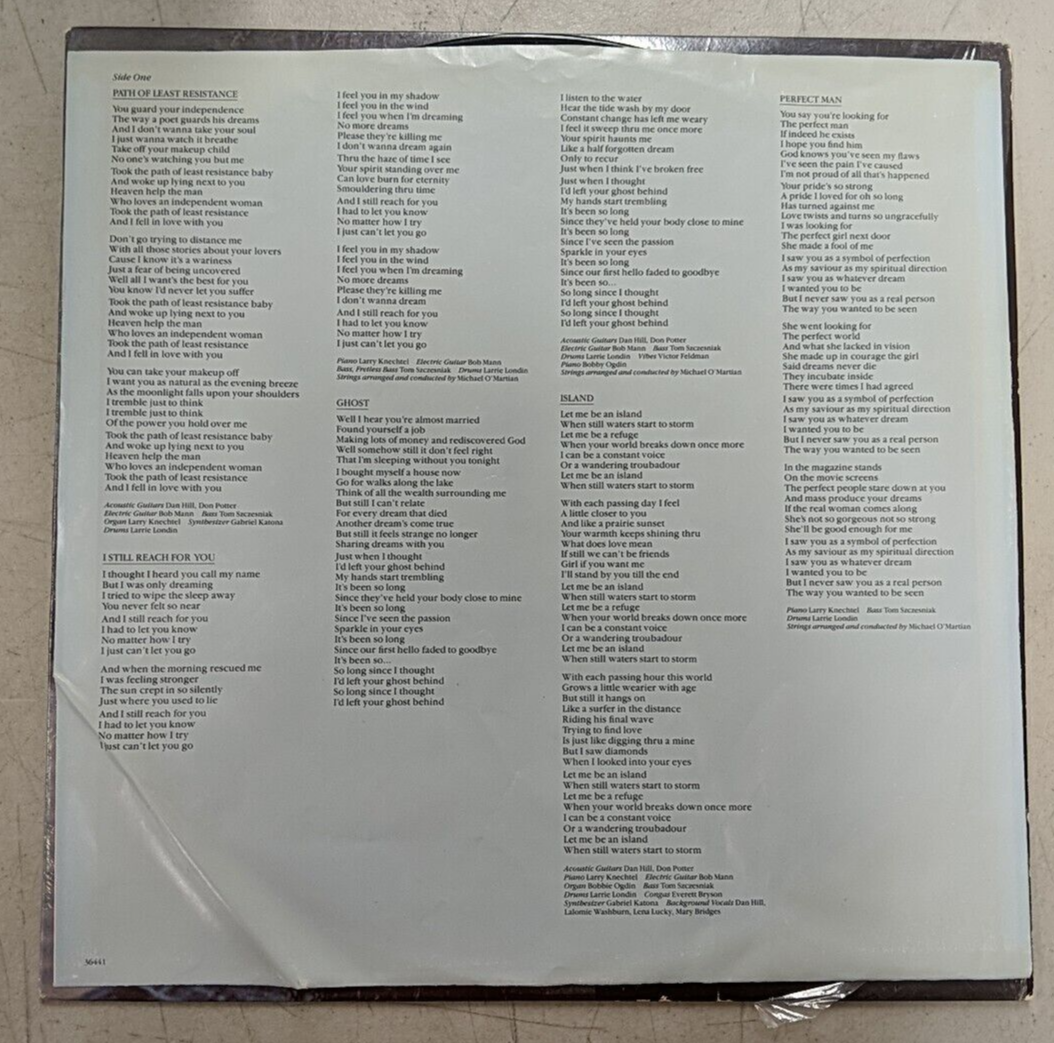 Side One
PATH OF LEAST RESISTANCE
You guard your independence
The way a poet guards his dreams
And I don't wanna take your soul
I just wanna watch it breathe
Take off your makeup child
No one's watching you but me
Took the path of least resistance baby
And woke up lying next to you
Heaven help the man
Who loves an independent woman
Took the path of least resistance
And I fell in love with you
Don't go trying to distance me
With all those stories about your lovers
Cause I know it's a wariness
Just a fear of being uncovered
Well all I want's the best for you
You know I'd never let you suffer
Took the path of least resistance baby
And woke up lying next to you
Heaven help the man
Who loves an independent woman
Took the path of least resistance
And I fell in love with you
You can take your makeup off
I want you as natural as the evening breeze
As the moonlight falls upon your shoulders
I tremble just to think
I tremble just to think
Of the power you hold over me
Took the path of least resistance baby
And woke up lying next to you
Heaven help the man
Who loves an independent woman
Took the path of least resistance
And I fell in love with you
Acoustic Guitars Dan Hill, Don Potter
Electric Guitar Bob Mann Bass Tom Szczesniak
Organ Larry Knechtel Synthesizer Gabriel Katona
Drums Larrie Londin
I STILL REACH FOR YOU
I thought I heard you call my name
But I was only dreaming
I tried to wipe the sleep away
You never felt so near
And I still reach for you
I had to let you know
No matter how I try
I just can't let you go
And when the morning rescued me
I was feeling stronger
The sun crept in so silently
Just where you used to lie
And I still reach for you
I had to let you know
No matter how I try
I just can't let you go
I feel you in my shadow
I feel you in the wind
I feel you when I'm dreaming
No more dreams
Please they're killing me
I don't wanna dream again
Thru the haze of time I see
Your spirit standing over me
Can love burn for eternity
Smouldering thru time
And I still reach for you
I had to let you know
No matter how I try
I just can't let you go
I feel you in my shadow
I feel you in the wind
I feel you when I'm dreaming
No more dreams
Please they're killing me
I don't wanna dream
And I still reach for you
I had to let you know
No matter how I try
I just can't let you go
Piano Larry Knechtel Electric Guitar Bob Mann
Bass, Fretless Bass Tom Szczesniak Drums Larrie Londin
Strings arranged and conducted by Michael O'Martian
GHOST
Well I hear you're almost married
Found yourself a job
Making lots of money and rediscovered God
Well somehow still it don't feel right
That I'm sleeping without you tonight
I bought myself a house now
Go for walks along the lake
Think of all the wealth surrounding me
But still I can't relate
For every dream that died
Another dream's come true
But still it feels strange no longer
Sharing dreams with you
Just when I thought
I'd left your ghost behind
My hands start trembling
It's been so long
Since they've held your body close to mine
It's been so long
Since I've seen the passion
Sparkle in your eyes
It's been so long
Since our first hello faded to goodbye
It's been so...
So long since I thought
I'd left your ghost behind
So long since I thought
I'd left your ghost behind
I listen to the water
Hear the tide wash by my door
Constant change has left me weary
I feel it sweep thru me once more
Your spirit haunts me
Like a half forgotten dream
Only to recur
Just when I think I've broken free
Just when I thought
I'd left your ghost behind
My hands start trembling
It's been so long
Since they've held your body close to mine
It's been so long
Since I've seen the passion
Sparkle in your eyes
It's been so long
Since our first hello faded to goodbye
It's been so...
So long since I thought
I'd left your ghost behind
So long since I thought
I'd left your ghost behind
Acoustic Guitars Dan Hill, Don Potter
Electric Guitar Bob Mann Bass Tom Szczesniak
Drums Larrie Londin Vibes Victor Feldman
Piano Bobby Ogdin
Strings arranged and conducted by Michael O'Martian
ISLAND
Let me be an island
When still waters start to storm
Let me be a refuge
When your world breaks down once more
I can be a constant voice
Or a wandering troubadour
Let me be an island
When still waters start to storm
With each passing day I feel
A little closer to you
And like a prairie sunset
Your warmth keeps shining thru
What does love mean
If still we can't be friends
Girl if you want me
I'll stand by you till the end
Let me be an island
When still waters start to storm
Let me be a refuge
When your world breaks down once more
I can be a constant voice
Or a wandering troubadour
Let me be an island
When still waters start to storm
With each passing hour this world
Grows a little wearier with age
But still it hangs on
Like a surfer in the distance
Riding his final wave
Trying to find love
Is just like digging thru a mine
But I saw diamonds
When I looked into your eyes
Let me be an island
When still waters start to storm
Let me be a refuge
When your world breaks down once more
I can be a constant voice
Or a wandering troubadour
Let me be an island
When still waters start to storm
Acoustic Guitars Dan Hill, Don Potter
Piano Larry Knechtel Electric Guitar Bob Mann
Organ Bobbie Ogdin Bass Tom Szczesniak
Drums Larrie Londin Congas Everett Bryson
Synthesizer Gabriel Katona Background Vocals Dan Hill,
Lalomie Washburn, Lena Lucky, Mary Bridges
PERFECT MAN
You say you're looking for
The perfect man
If indeed he exists
I hope you find him
God knows you've seen my flaws
I've seen the pain I've caused
I'm not proud of all that's happened
Your pride's so strong
A pride I loved for oh so long
Has turned against me
Love twists and turns so ungracefully
I was looking for
The perfect girl next door
She made a fool of me
I saw you as a symbol of perfection
As my saviour as my spiritual direction
I saw you as whatever dream
I wanted you to be
But I never saw you as a real person
The way you wanted to be seen
She went looking for
The perfect world
And what she lacked in vision
She made up in courage the girl
Said dreams never die
They incubate inside
There were times I had agreed
I saw you as a symbol of perfection
As my saviour as my spiritual direction
I saw you as whatever dream
I wanted you to be
But I never saw you as a real person
The way you wanted to be seen
In the magazine stands
On the movie screens
The perfect people stare down at you
And mass produce your dreams
If the real woman comes along
She's not so gorgeous not so strong
She'll be good enough for me
I saw you as a symbol of perfection
As my saviour as my spiritual direction
I saw you as whatever dream
I wanted you to be
But I never saw you as a real person
The way you wanted to be seen
Piano Larry Knechtel Bass Tom Szczesniak
Drums Larrie Londin
Strings arranged and conducted by Michael O'Martian
36441